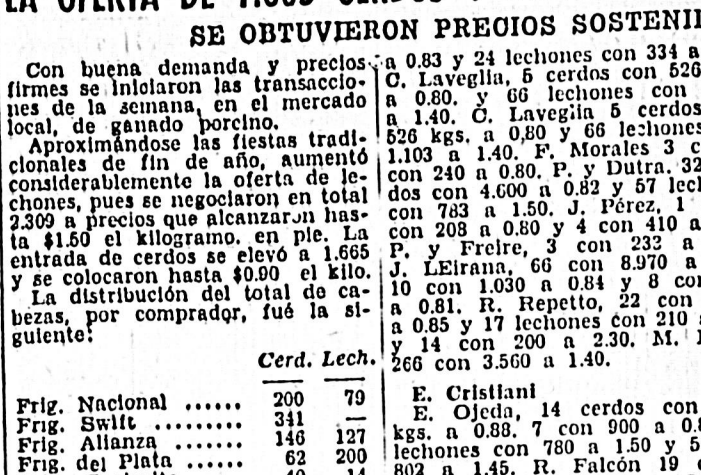 SE OBTUVIERON PRECIOS
Con buena demanda y precios
firmes se iniciaron las transaccio-
nes de la semana, en el mercado
local, de ganado porcino.
Aproximándose las fiestas tradi-
cionales de fin de año, aumentó
considerablemente la oferta de le-
chones, pues se negociaron en total
2.309 a precios que alcanzaron has-
ta $1.50 el kilogramo. en pie. La
entrada de cerdos se elevó a 1.665
y se colocaron hasta $0.90 el kilo.
La distribución del total de ca-
bezas, por comprador, fué la si-
guiente:
Cerd. Lech.
Frig. Nacional ...... 200 79
Frig. Swift ......... 341 —
Frig. Alianza ....... 146 127
Frig. del Plata ...... 62 200
a 0.83 y 24 lechones con 334 a
C. Laveglia, 5 cerdos con 526
a 0.80. y 66 lechones con
a 1.40. C. Laveglia 5 cerdos
526 kgs. a 0,80 y 66 lechones
1.103 a 1.40. F. Morales 3
con 240 a 0.80. P. y Dutra. 32
dos con 4.600 a 0.82 y 57
con 783 a 1.50. J. Pérez, 1
con 208 a 0.80 y 4 con 410 a
P. y Freire, 3 con 233 a
J. LEirana, 66 con 8.970 a
10 con 1.030 a 0.84 y 8
a 0.81. R. Repetto, 22 con
a 0.85 y 17 lechones con 210
y 14 con 200 a 2.30. M.
266 con 3.560 a 1.40.
E. Cristiani
E. Ojeda, 14 cerdos con
kgs. a 0.88. 7 con 900 a
lechones con 780 a 1.50 y
802 a 1.45. R. Falcón 19